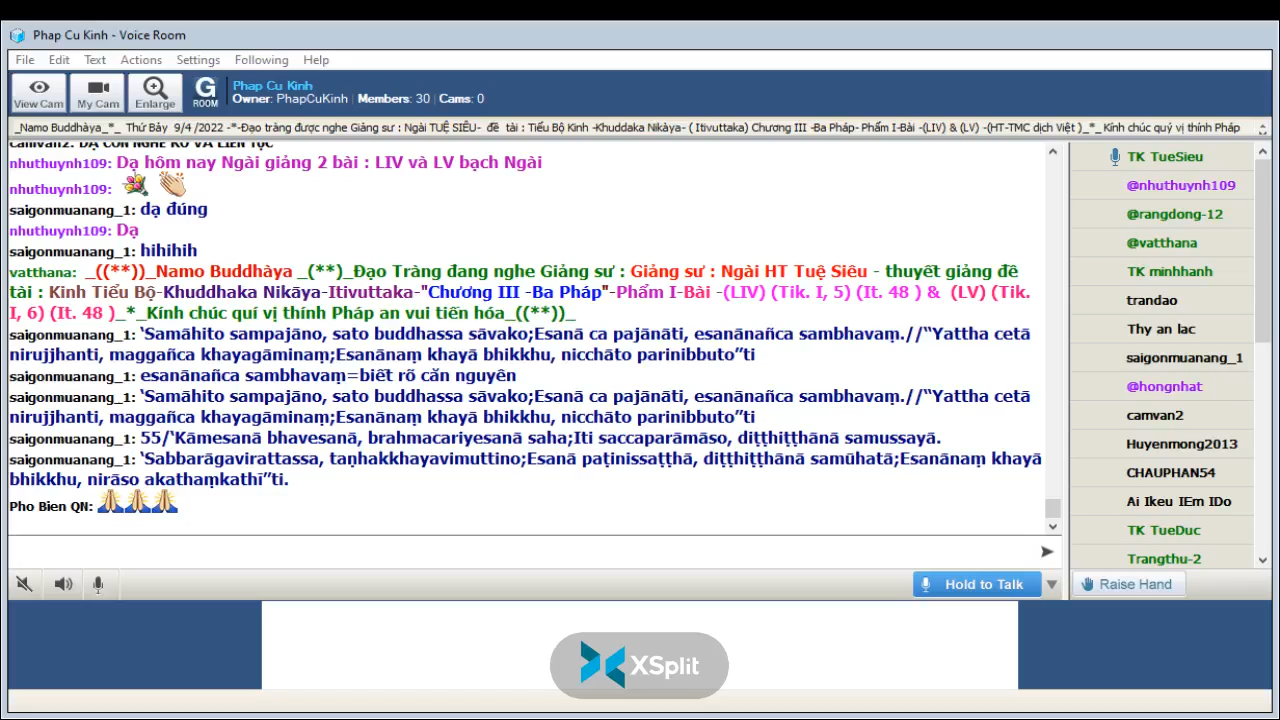 Phap Cu Kinh - Voice Room
File Edit Text Actions Settings Following Help
View Cam My Cam Enlarge G ROOM
Phap Cu Kinh
Owner: PhapCuKinh Members: 30 Cams: 0
_Namo Buddhàya_*_ Thứ Bảy 9/4 /2022 -*-Đạo tràng được nghe Giảng sư : Ngài TUỆ SIÊU- đề tài : Tiểu Bộ Kinh -Khuddaka Nikàya- ( Itivuttaka) Chương III -Ba Pháp- Phẩm I-Bài -(LIV) & (LV) -(HT-TMC dịch Việt )_*_ Kính chúc quý vị thính Pháp
camvan2: DẠ CON NGHE RÕ VÀ LIÊN TỤC
nhuthuynh109: Dạ hôm nay Ngài giảng 2 bài : LIV và LV bạch Ngài
nhuthuynh109:
saigonmuanang_1: dạ đúng
nhuthuynh109: Dạ
saigonmuanang_1: hihihih
vatthana: _((**))_Namo Buddhàya _(**)_Đạo Tràng đang nghe Giảng sư : Giảng sư : Ngài HT Tuệ Siêu - thuyết giảng đề
tài : Kinh Tiểu Bộ-Khuddhaka Nikāya-Itivuttaka-"Chương III -Ba Pháp"-Phẩm I-Bài -(LIV) (Tik. I, 5) (It. 48 ) & (LV) (Tik.
I, 6) (It. 48 )_*_Kính chúc quí vị thính Pháp an vui tiến hóa_((**))_
saigonmuanang_1: ‘Samāhito sampajāno, sato buddhassa sāvako;Esanā ca pajānāti, esanānañca sambhavaṃ.//“Yattha cetā
nirujjhanti, maggañca khayagāminaṃ;Esanānaṃ khayā bhikkhu, nicchāto parinibbuto”ti
saigonmuanang_1: esanānañca sambhavaṃ=biết rõ căn nguyên
saigonmuanang_1: ‘Samāhito sampajāno, sato buddhassa sāvako;Esanā ca pajānāti, esanānañca sambhavaṃ.//“Yattha cetā
nirujjhanti, maggañca khayagāminaṃ;Esanānaṃ khayā bhikkhu, nicchāto parinibbuto”ti
saigonmuanang_1: 55/‘Kāmesanā bhavesanā, brahmacariyesanā saha;Iti saccaparāmāso, diṭṭhiṭṭhānā samussayā.
saigonmuanang_1: ‘Sabbarāgavirattassa, taṇhakkhayavimuttino;Esanā paṭinissaṭṭhā, diṭṭhiṭṭhānā samūhatā;Esanānaṃ khayā
bhikkhu, nirāso akathaṃkathī”ti.
Pho Bien QN:
TK TueSieu
@nhuthuynh109
@rangdong-12
@vatthana
TK minhhanh
trandao
Thy an lac
saigonmuanang_1
@hongnhat
camvan2
Huyenmong2013
CHAUPHAN54
Ai Ikeu IEm IDo
TK TueDuc
Trangthu-2
Hold to Talk
Raise Hand
XSplit